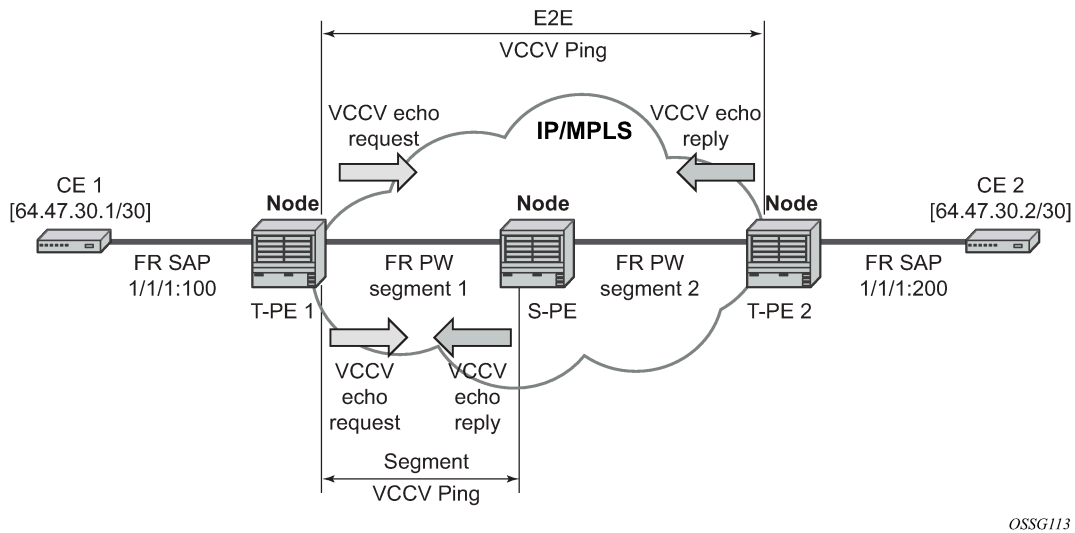 E2E
VCCV Ping
VCCV echo
request
IP/MPLS
VCCV echo
reply
CE 1
[64.47.30.1/30]
Node
Node
Node
CE 2
[64.47.30.2/30]
FR SAP
1/1/1:100
FR PW
segment 1
FR PW
segment 2
FR SAP
1/1/1:200
T-PE 1
S-PE
T-PE 2
VCCV
echo
request
VCCV
echo
reply
Segment
VCCV Ping
OSSG113